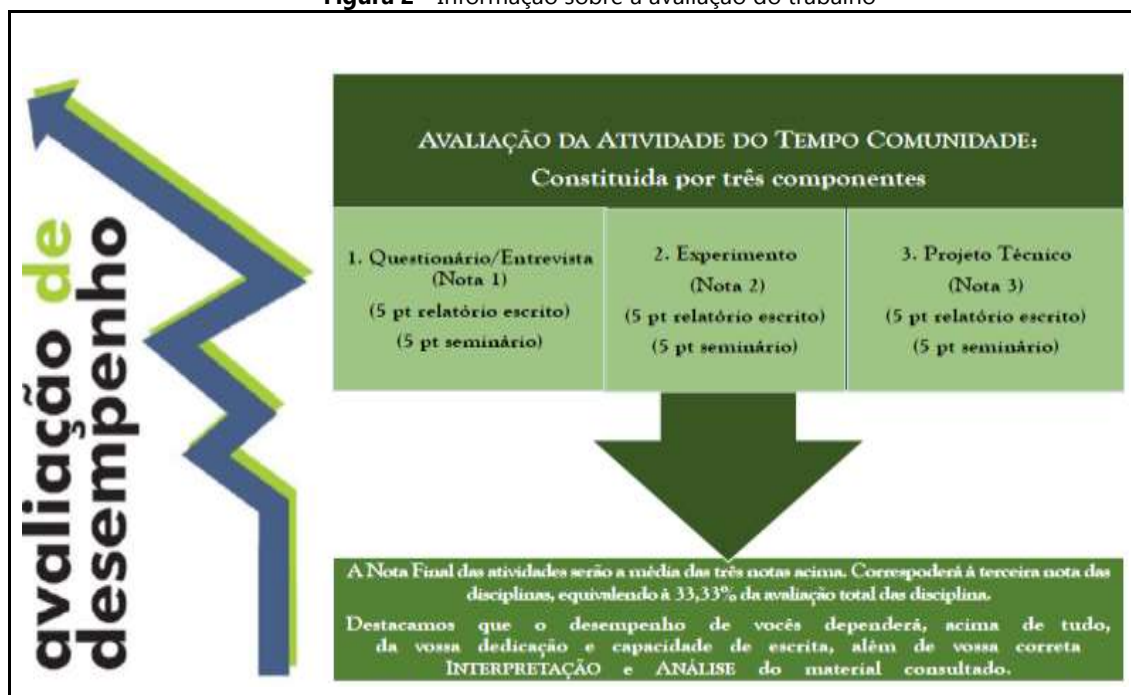 Figura 2 – Informação sobre a avaliação do trabalho
avaliação de
desempenho
AVALIAÇÃO DA ATIVIDADE DO TEMPO COMUNIDADE:
Constituída por três componentes
1. Questionário/Entrevista
(Nota 1)
(5 pt relatório escrito)
(5 pt seminário)
2. Experimento
(Nota 2)
(5 pt relatório escrito)
(5 pt seminário)
3. Projeto Técnico
(Nota 3)
(5 pt relatório escrito)
(5 pt seminário)
A Nota Final das atividades serão a média das três notas acima. Correspoderá à terceira nota das
disciplinas, equivalendo à 33,33% da avaliação total das disciplina.
Destacamos que o desempenho de vocês dependerá, acima de tudo,
da vossa dedicação e capacidade de escrita, além de vossa correta
INTERPRETAÇÃO e ANÁLISE do material consultado.